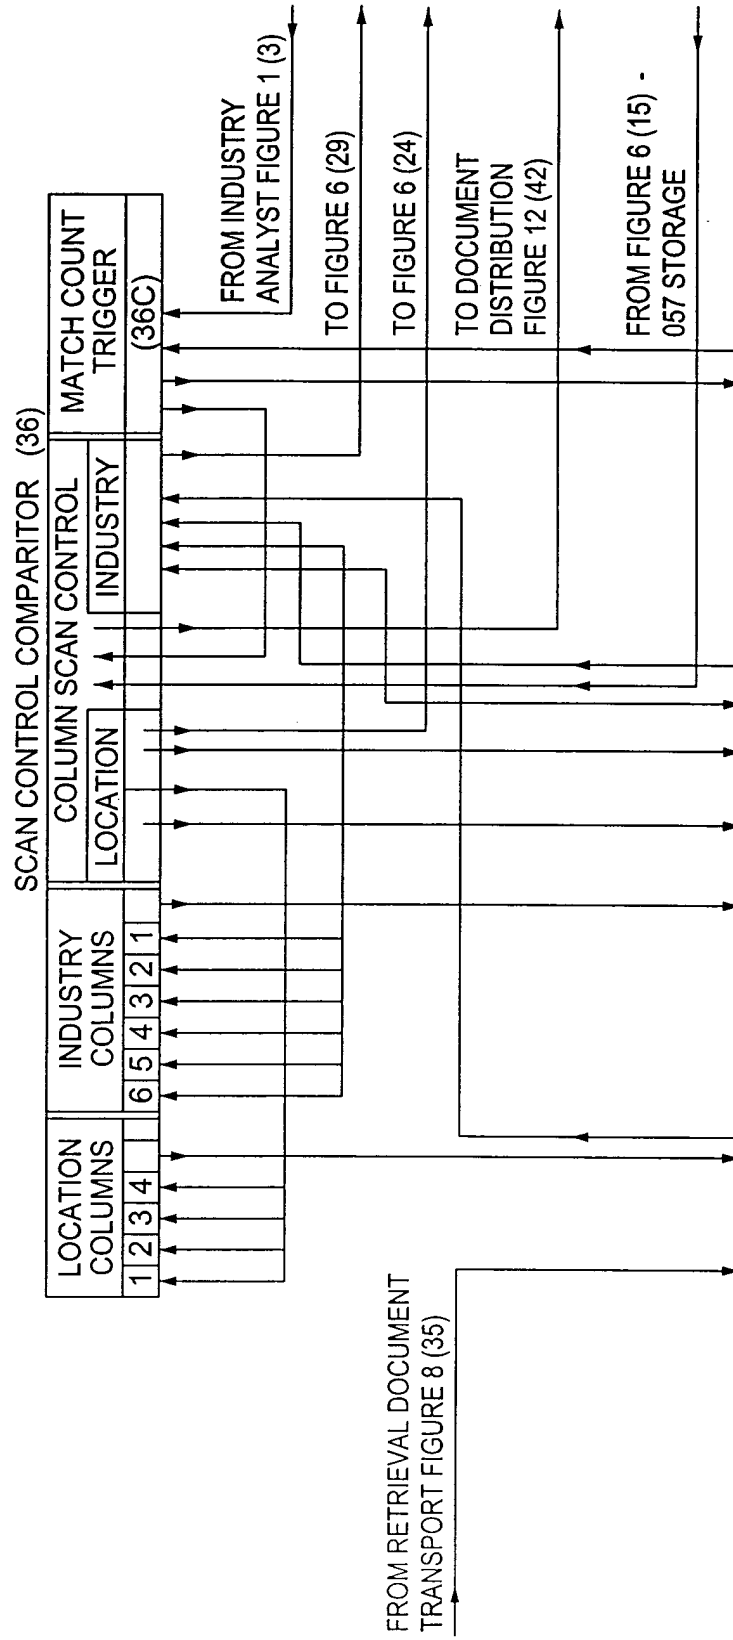 SCAN CONTROL COMPARITOR (36)
LOCATION
COLUMNS
1 2 3 4
INDUSTRY
COLUMNS
6 5 4 3 2 1
COLUMN SCAN CONTROL
LOCATION
INDUSTRY
MATCH COUNT
TRIGGER
(36C)
FROM INDUSTRY
ANALYST FIGURE 1 (3)
TO FIGURE 6 (29)
TO FIGURE 6 (24)
TO DOCUMENT
DISTRIBUTION
FIGURE 12 (42)
FROM FIGURE 6 (15) -
057 STORAGE
FROM RETRIEVAL DOCUMENT
TRANSPORT FIGURE 8 (35)